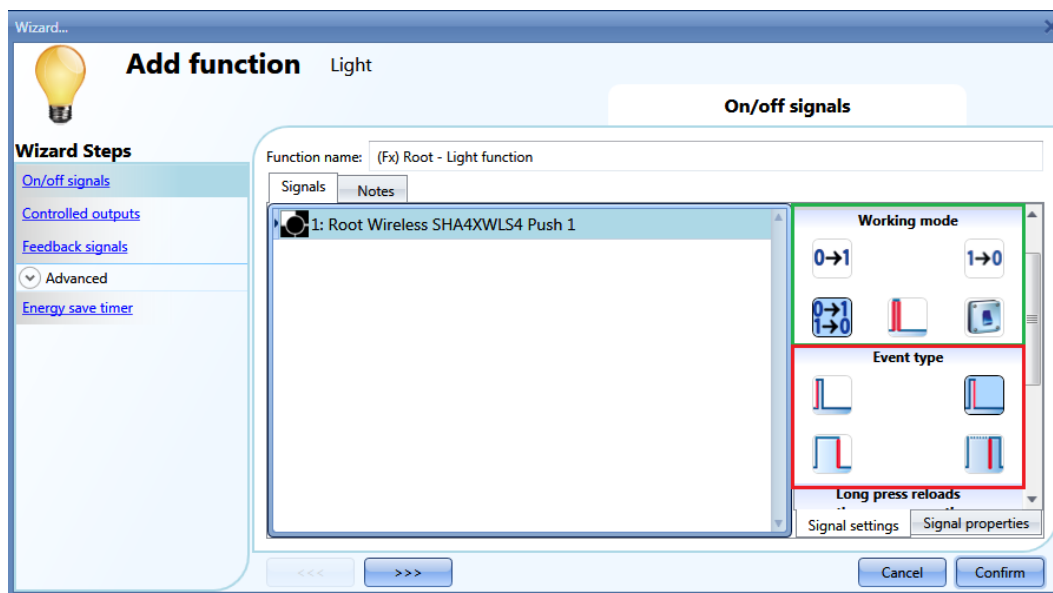 Wizard...
Add function Light
On/off signals
Wizard Steps
On/off signals
Controlled outputs
Feedback signals
Advanced
Energy save timer
Function name: (Fx) Root - Light function
Signals Notes
1: Root Wireless SHA4XWLS4 Push 1
Working mode
0→1 1→0
0→1
1→0
Event type
Long press reloads
Signal settings Signal properties
<<< >>> Cancel Confirm